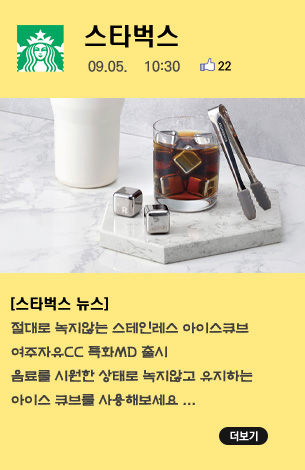 스타벅스
09.05. 10:30 22
[스타벅스 뉴스]
절대로 녹지않는 스테인레스 아이스큐브
여주자유CC 특화MD 출시
음료를 시원한 상태로 녹지않고 유지하는
아이스 큐브를 사용해보세요 ...
더보기